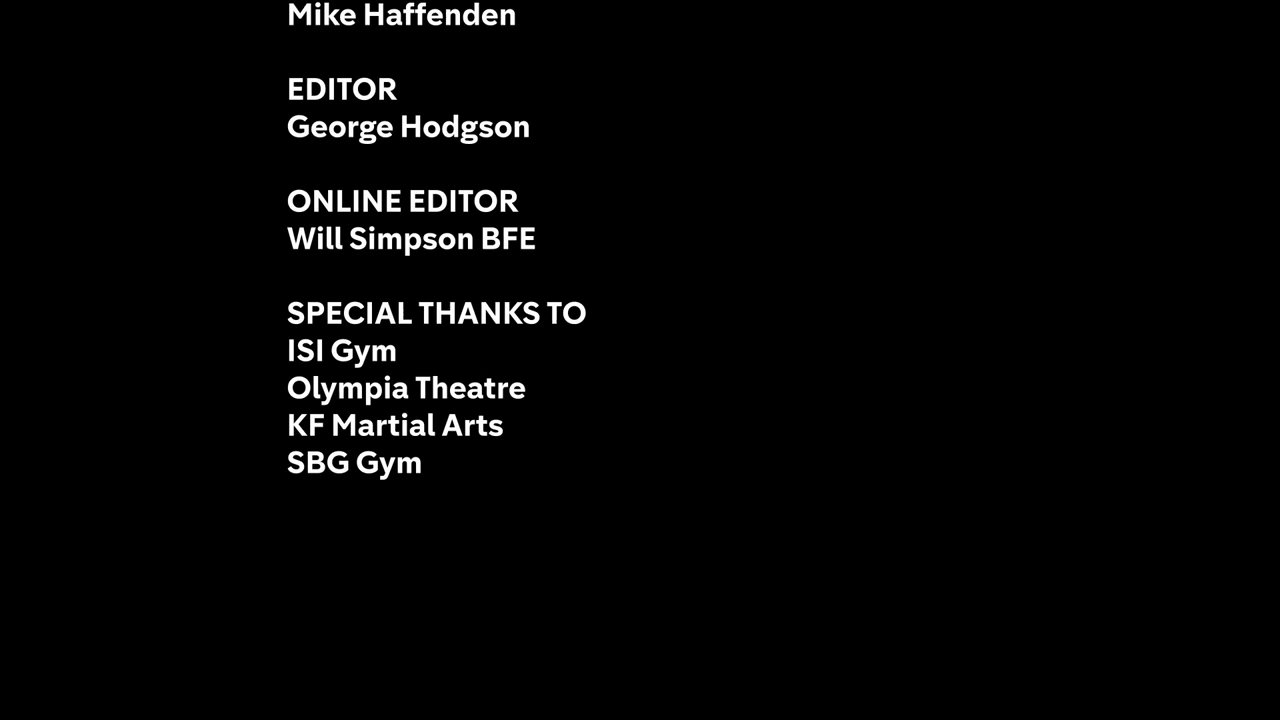 Mike Haffenden
EDITOR
George Hodgson
ONLINE EDITOR
Will Simpson BFE
SPECIAL THANKS TO
ISI Gym
Olympia Theatre
KF Martial Arts
SBG Gym